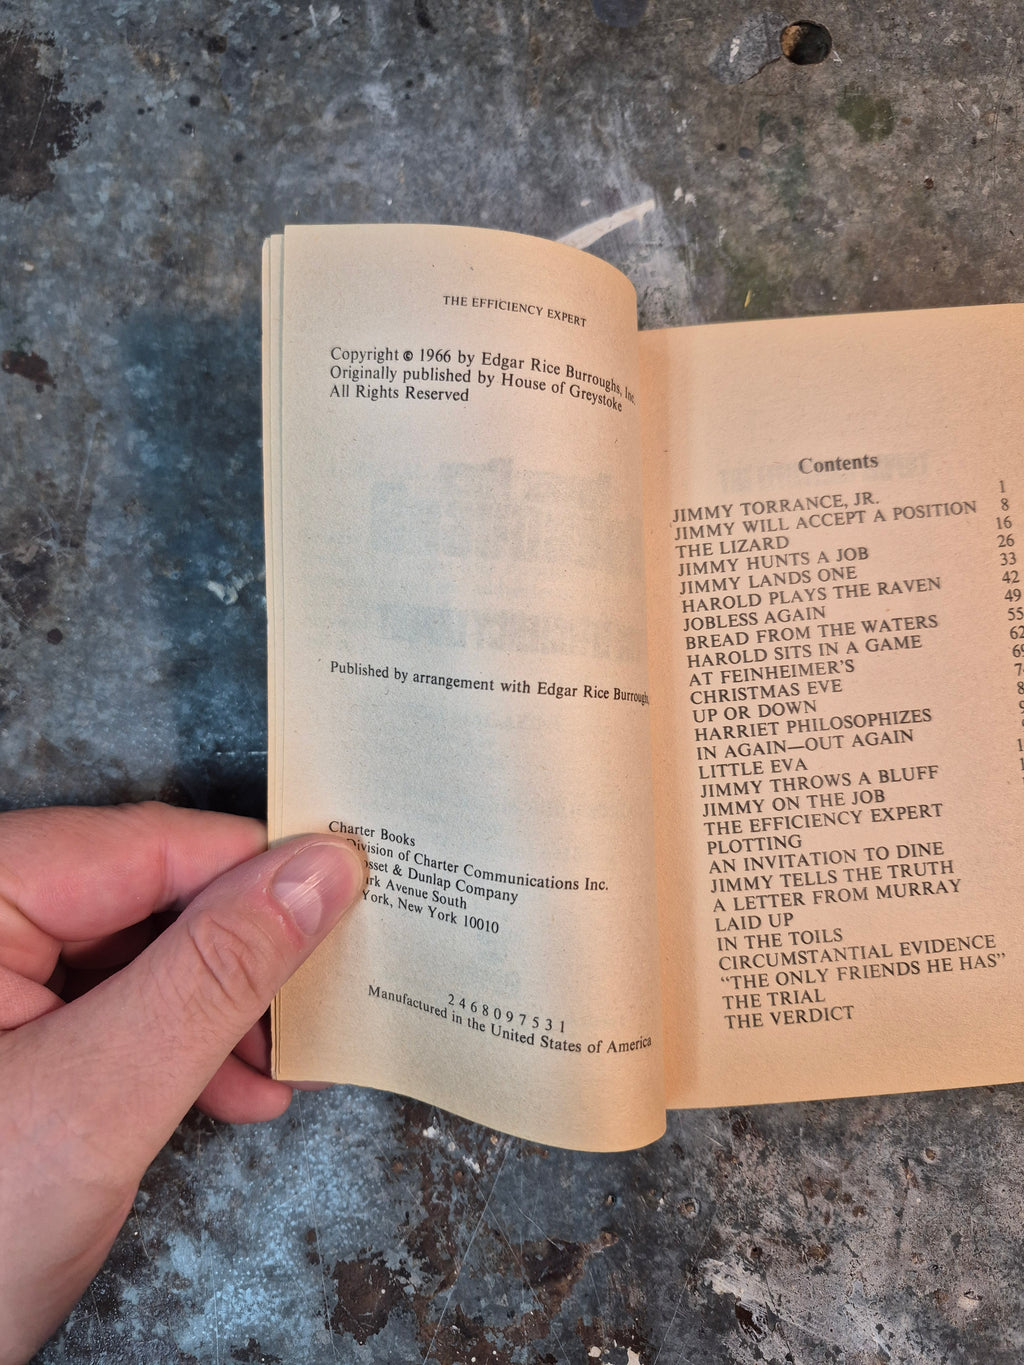 THE EFFICIENCY EXPERT
Copyright © 1966 by Edgar Rice Burroughs, Inc.
Originally published by House of Greystoke
All Rights Reserved
Published by arrangement with Edgar Rice Burroughs,
Charter Books
Division of Charter Communications Inc.
& Dunlap Company
Avenue South
York, New York 10010
2 4 6 8 0 9 7 5 3 1
Manufactured in the United States of America
Contents
JIMMY TORRANCE, JR. 1
JIMMY WILL ACCEPT A POSITION 8
THE LIZARD 16
JIMMY HUNTS A JOB 26
JIMMY LANDS ONE 33
HAROLD PLAYS THE RAVEN 42
JOBLESS AGAIN 49
BREAD FROM THE WATERS 55
HAROLD SITS IN A GAME 62
AT FEINHEIMER'S 69
CHRISTMAS EVE
UP OR DOWN
HARRIET PHILOSOPHIZES
IN AGAIN—OUT AGAIN
LITTLE EVA
JIMMY THROWS A BLUFF
JIMMY ON THE JOB
THE EFFICIENCY EXPERT
PLOTTING
AN INVITATION TO DINE
JIMMY TELLS THE TRUTH
A LETTER FROM MURRAY
LAID UP
IN THE TOILS
CIRCUMSTANTIAL EVIDENCE
"THE ONLY FRIENDS HE HAS"
THE TRIAL
THE VERDICT